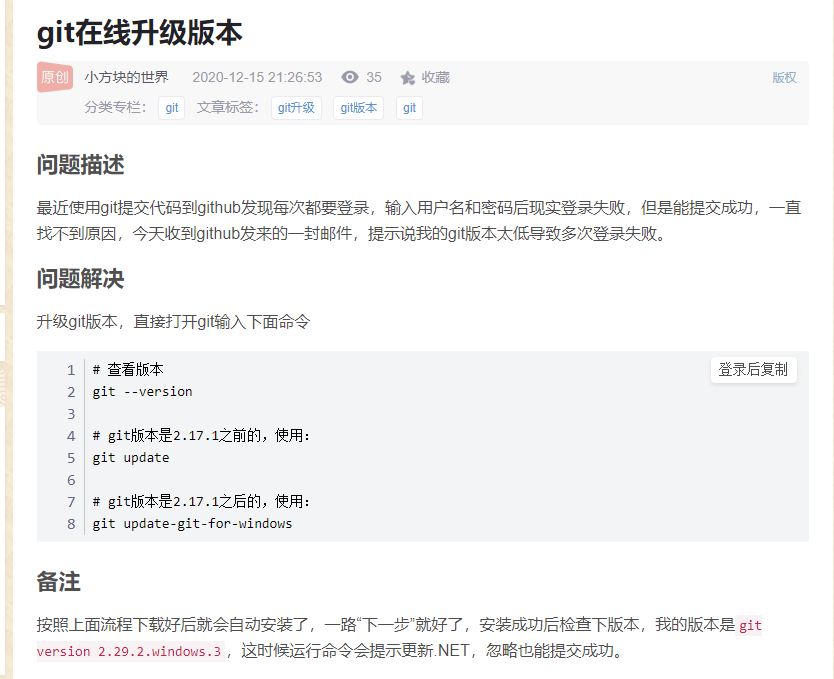 git在线升级版本
原创 小方块的世界 2020-12-15 21:26:53 35 收藏 版权
分类专栏： git 文章标签： git升级 git版本 git
问题描述
最近使用git提交代码到github发现每次都要登录，输入用户名和密码后现实登录失败，但是能提交成功，一直
找不到原因，今天收到github发来的一封邮件，提示说我的git版本太低导致多次登录失败。
问题解决
升级git版本，直接打开git输入下面命令
登录后复制
1 # 查看版本
2 git --version
3
4 # git版本是2.17.1之前的，使用：
5 git update
6
7 # git版本是2.17.1之后的，使用：
8 git update-git-for-windows
备注
按照上面流程下载好后就会自动安装了，一路“下一步”就好了，安装成功后检查下版本，我的版本是 git
version 2.29.2.windows.3 ，这时候运行命令会提示更新.NET，忽略也能提交成功。